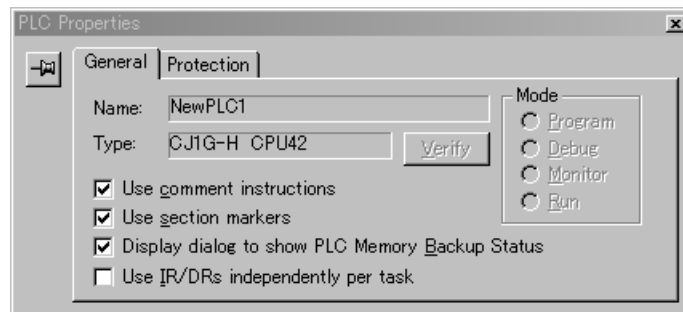 PLC Properties
General Protection
Name: NewPLC1
Type: CJ1G-H CPU42 Verify
Mode
Program
Debug
Monitor
Run
Use comment instructions
Use section markers
Display dialog to show PLC Memory Backup Status
Use IR/DRs independently per task